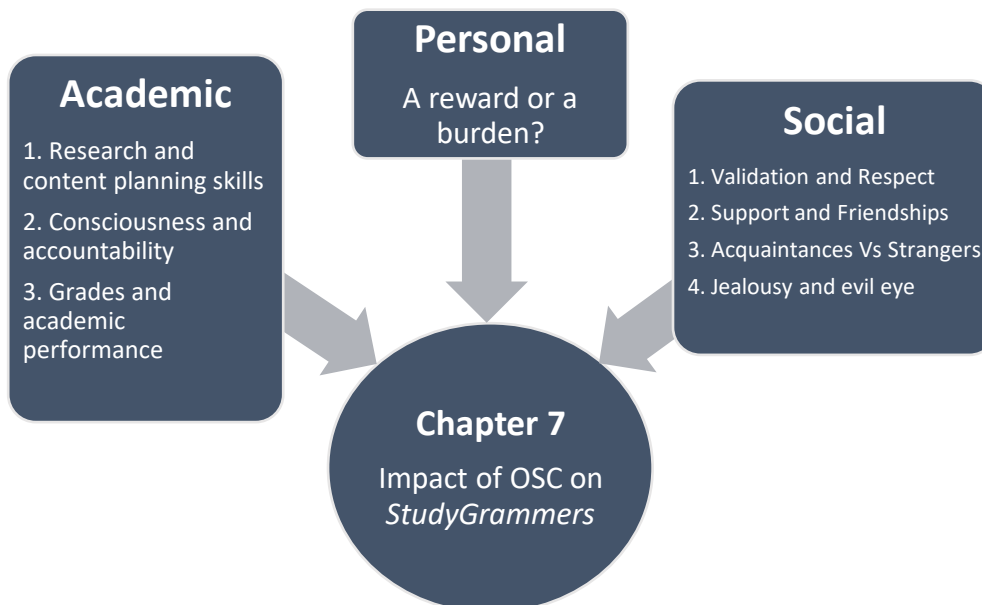 Academic
1. Research and
content planning skills
2. Consciousness and
accountability
3. Grades and
academic
performance
Personal
A reward or a
burden?
Social
1. Validation and Respect
2. Support and Friendships
3. Acquaintances Vs Strangers
4. Jealousy and evil eye
Chapter 7
Impact of OSC on
StudyGrammers